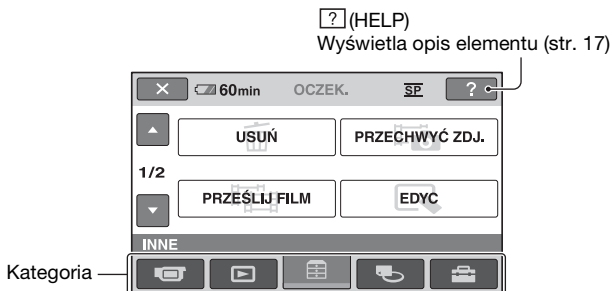 ? (HELP)
Wyświetla opis elementu (str. 17)
60min OCZEK. SP ?
USUŃ PRZECHWYĆ ZDJ.
1/2
PRZEŚLIJ FILM EDYC
INNE
Kategoria